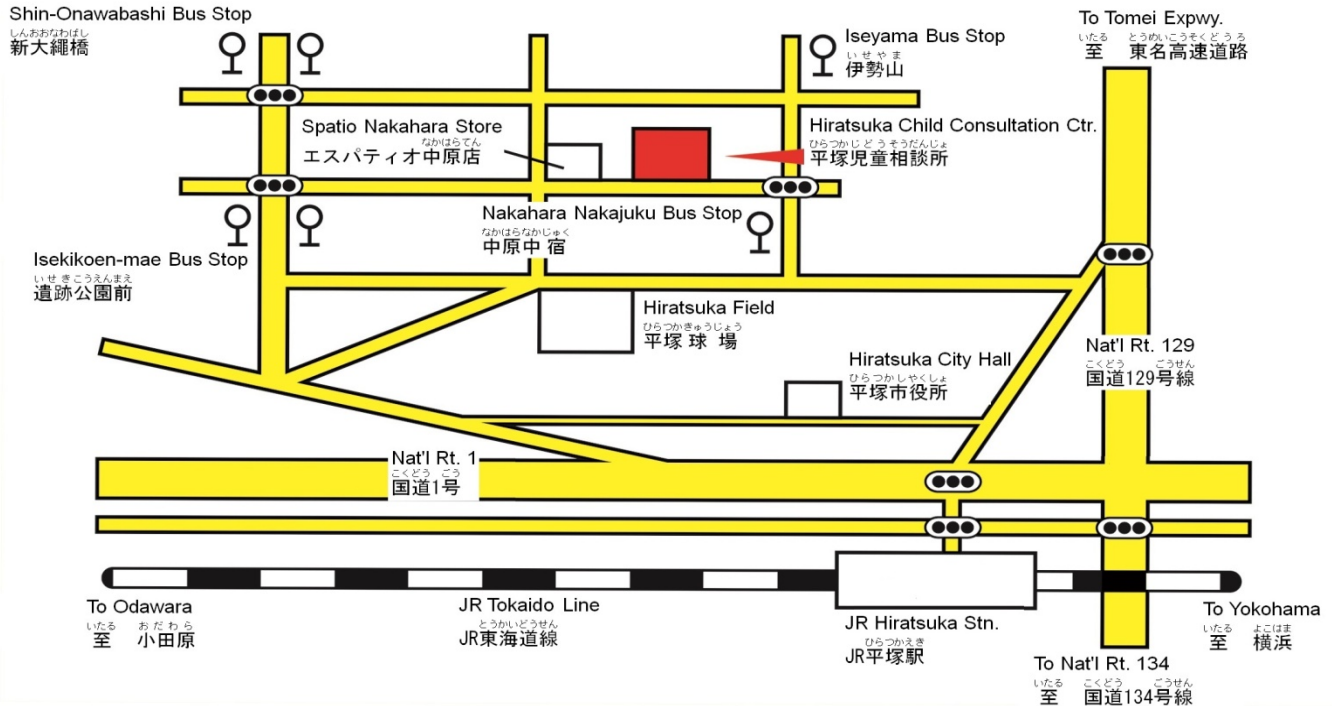 Shin-Onawabashi Bus Stop
しんおおなわばし
新大縄橋
To Tomei Expwy.
いたる とうめいこうそくどうろ
至 東名高速道路
Iseyama Bus Stop
いせやま
伊勢山
Spatio Nakahara Store
なかはらてん
エスパティオ中原店
Hiratsuka Child Consultation Ctr.
ひらつかじどうそうだんじょ
平塚児童相談所
Nakahara Nakajuku Bus Stop
なかはらなかじゅく
中原中宿
Isekikoen-mae Bus Stop
いせきこうえんまえ
遺跡公園前
Hiratsuka Field
ひらつかきゅうじょう
平塚球場
Nat'l Rt. 129
こくどう ごうせん
国道129号線
Hiratsuka City Hall
ひらつかしやくしょ
平塚市役所
Nat'l Rt. 1
こくどう ごう
国道1号
To Odawara
いたる おだわら
至 小田原
JR Tokaido Line
とうかいどうせん
JR東海道線
JR Hiratsuka Stn.
ひらつかえき
JR平塚駅
To Yokohama
いたる よこはま
至 横浜
To Nat'l Rt. 134
いたる こくどう ごうせん
至 国道134号線